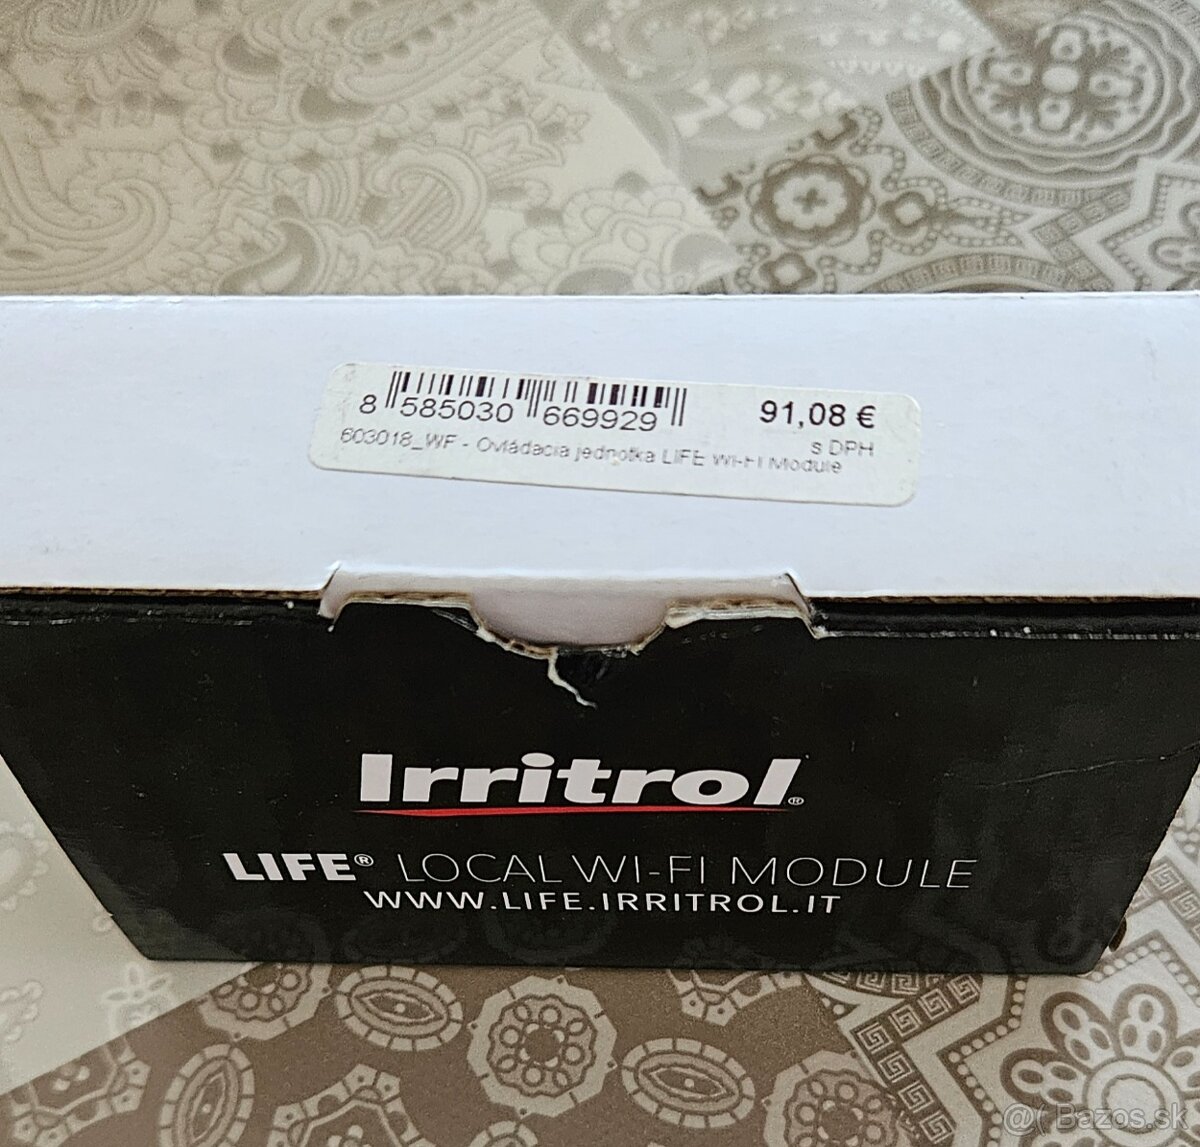 8 585030 669929
91,08 €
s DPH
603018_WF - Ovládacia jednotka LIFE WI-FI Module
Irritrol®
LIFE® LOCAL WI-FI MODULE
WWW.LIFE.IRRITROL.IT
@( Bazos.sk